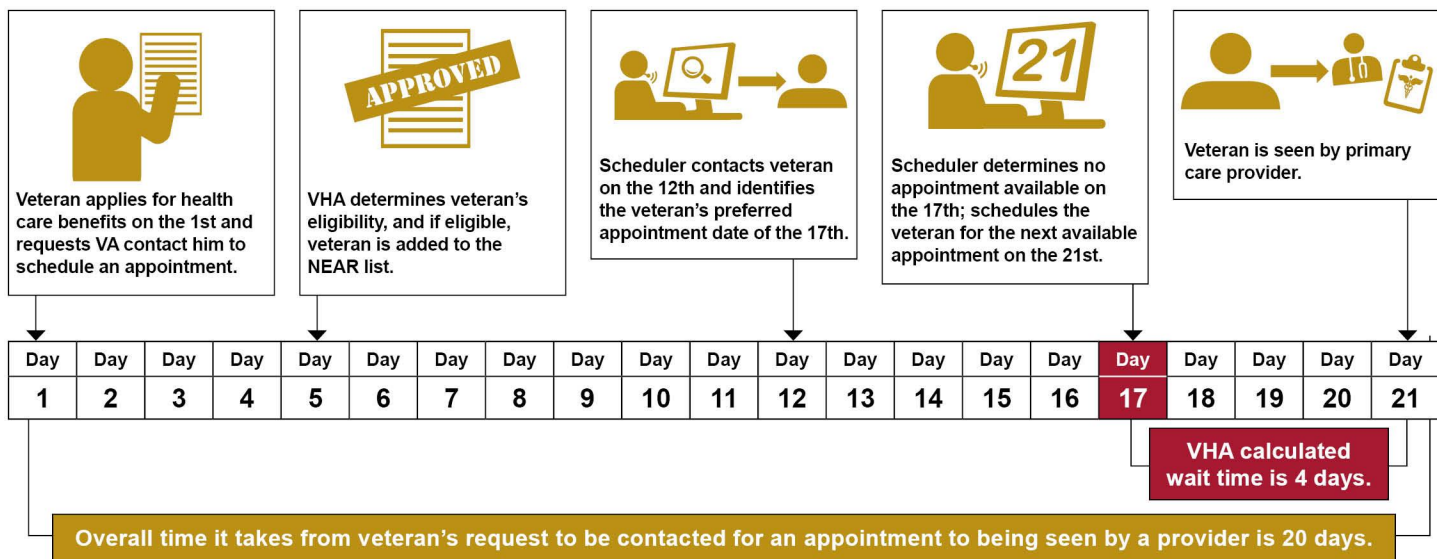 Veteran applies for health
care benefits on the 1st and
requests VA contact him to
schedule an appointment.
APPROVED
VHA determines veteran's
eligibility, and if eligible,
veteran is added to the
NEAR list.
Scheduler contacts veteran
on the 12th and identifies
the veteran's preferred
appointment date of the 17th.
21
Scheduler determines no
appointment available on
the 17th; schedules the
veteran for the next available
appointment on the 21st.
Veteran is seen by primary
care provider.
Day Day Day Day Day Day Day Day Day Day Day Day Day Day Day Day Day Day Day Day Day
1 2 3 4 5 6 7 8 9 10 11 12 13 14 15 16 17 18 19 20 21
VHA calculated
wait time is 4 days.
Overall time it takes from veteran's request to be contacted for an appointment to being seen by a provider is 20 days.